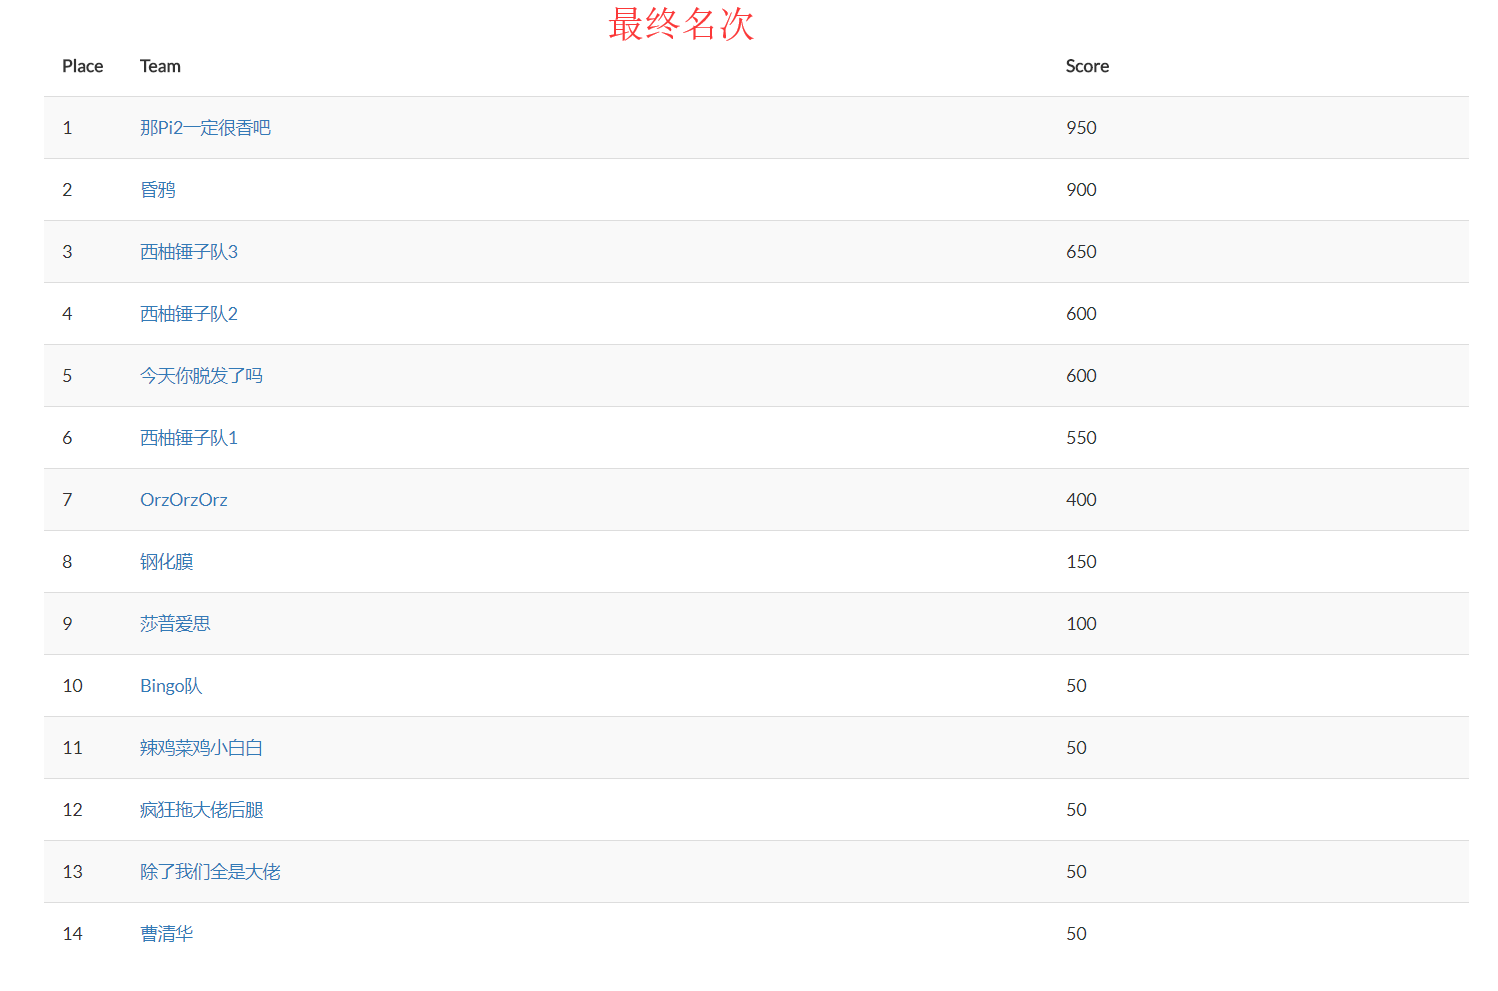 最终名次
Place Team Score
1 那Pi2一定很香吧 950
2 昏鸦 900
3 西柚锤子队3 650
4 西柚锤子队2 600
5 今天你脱发了吗 600
6 西柚锤子队1 550
7 OrzOrzOrz 400
8 钢化膜 150
9 莎普爱思 100
10 Bingo队 50
11 辣鸡菜鸡小白白 50
12 疯狂拖大佬后腿 50
13 除了我们全是大佬 50
14 曹清华 50